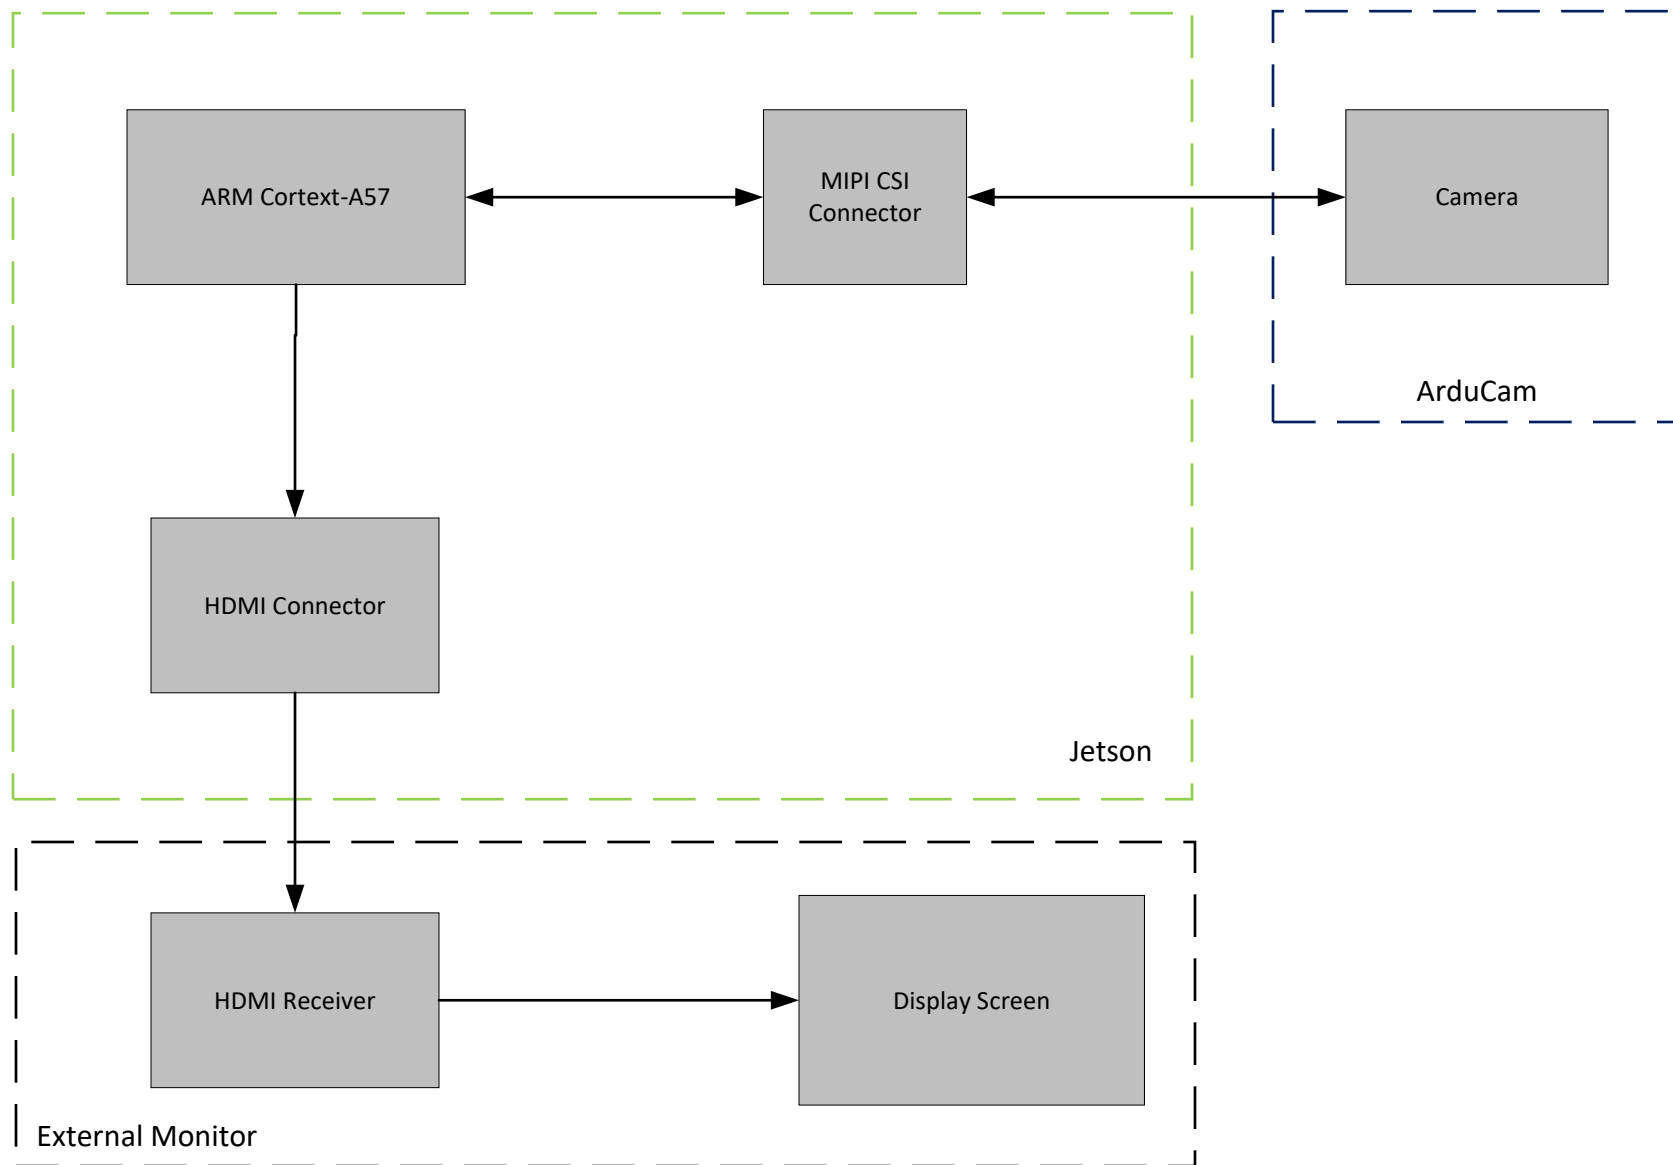 ARM Cortext-A57
MIPI CSI
Connector
Camera
ArduCam
HDMI Connector
Jetson
HDMI Receiver
Display Screen
External Monitor